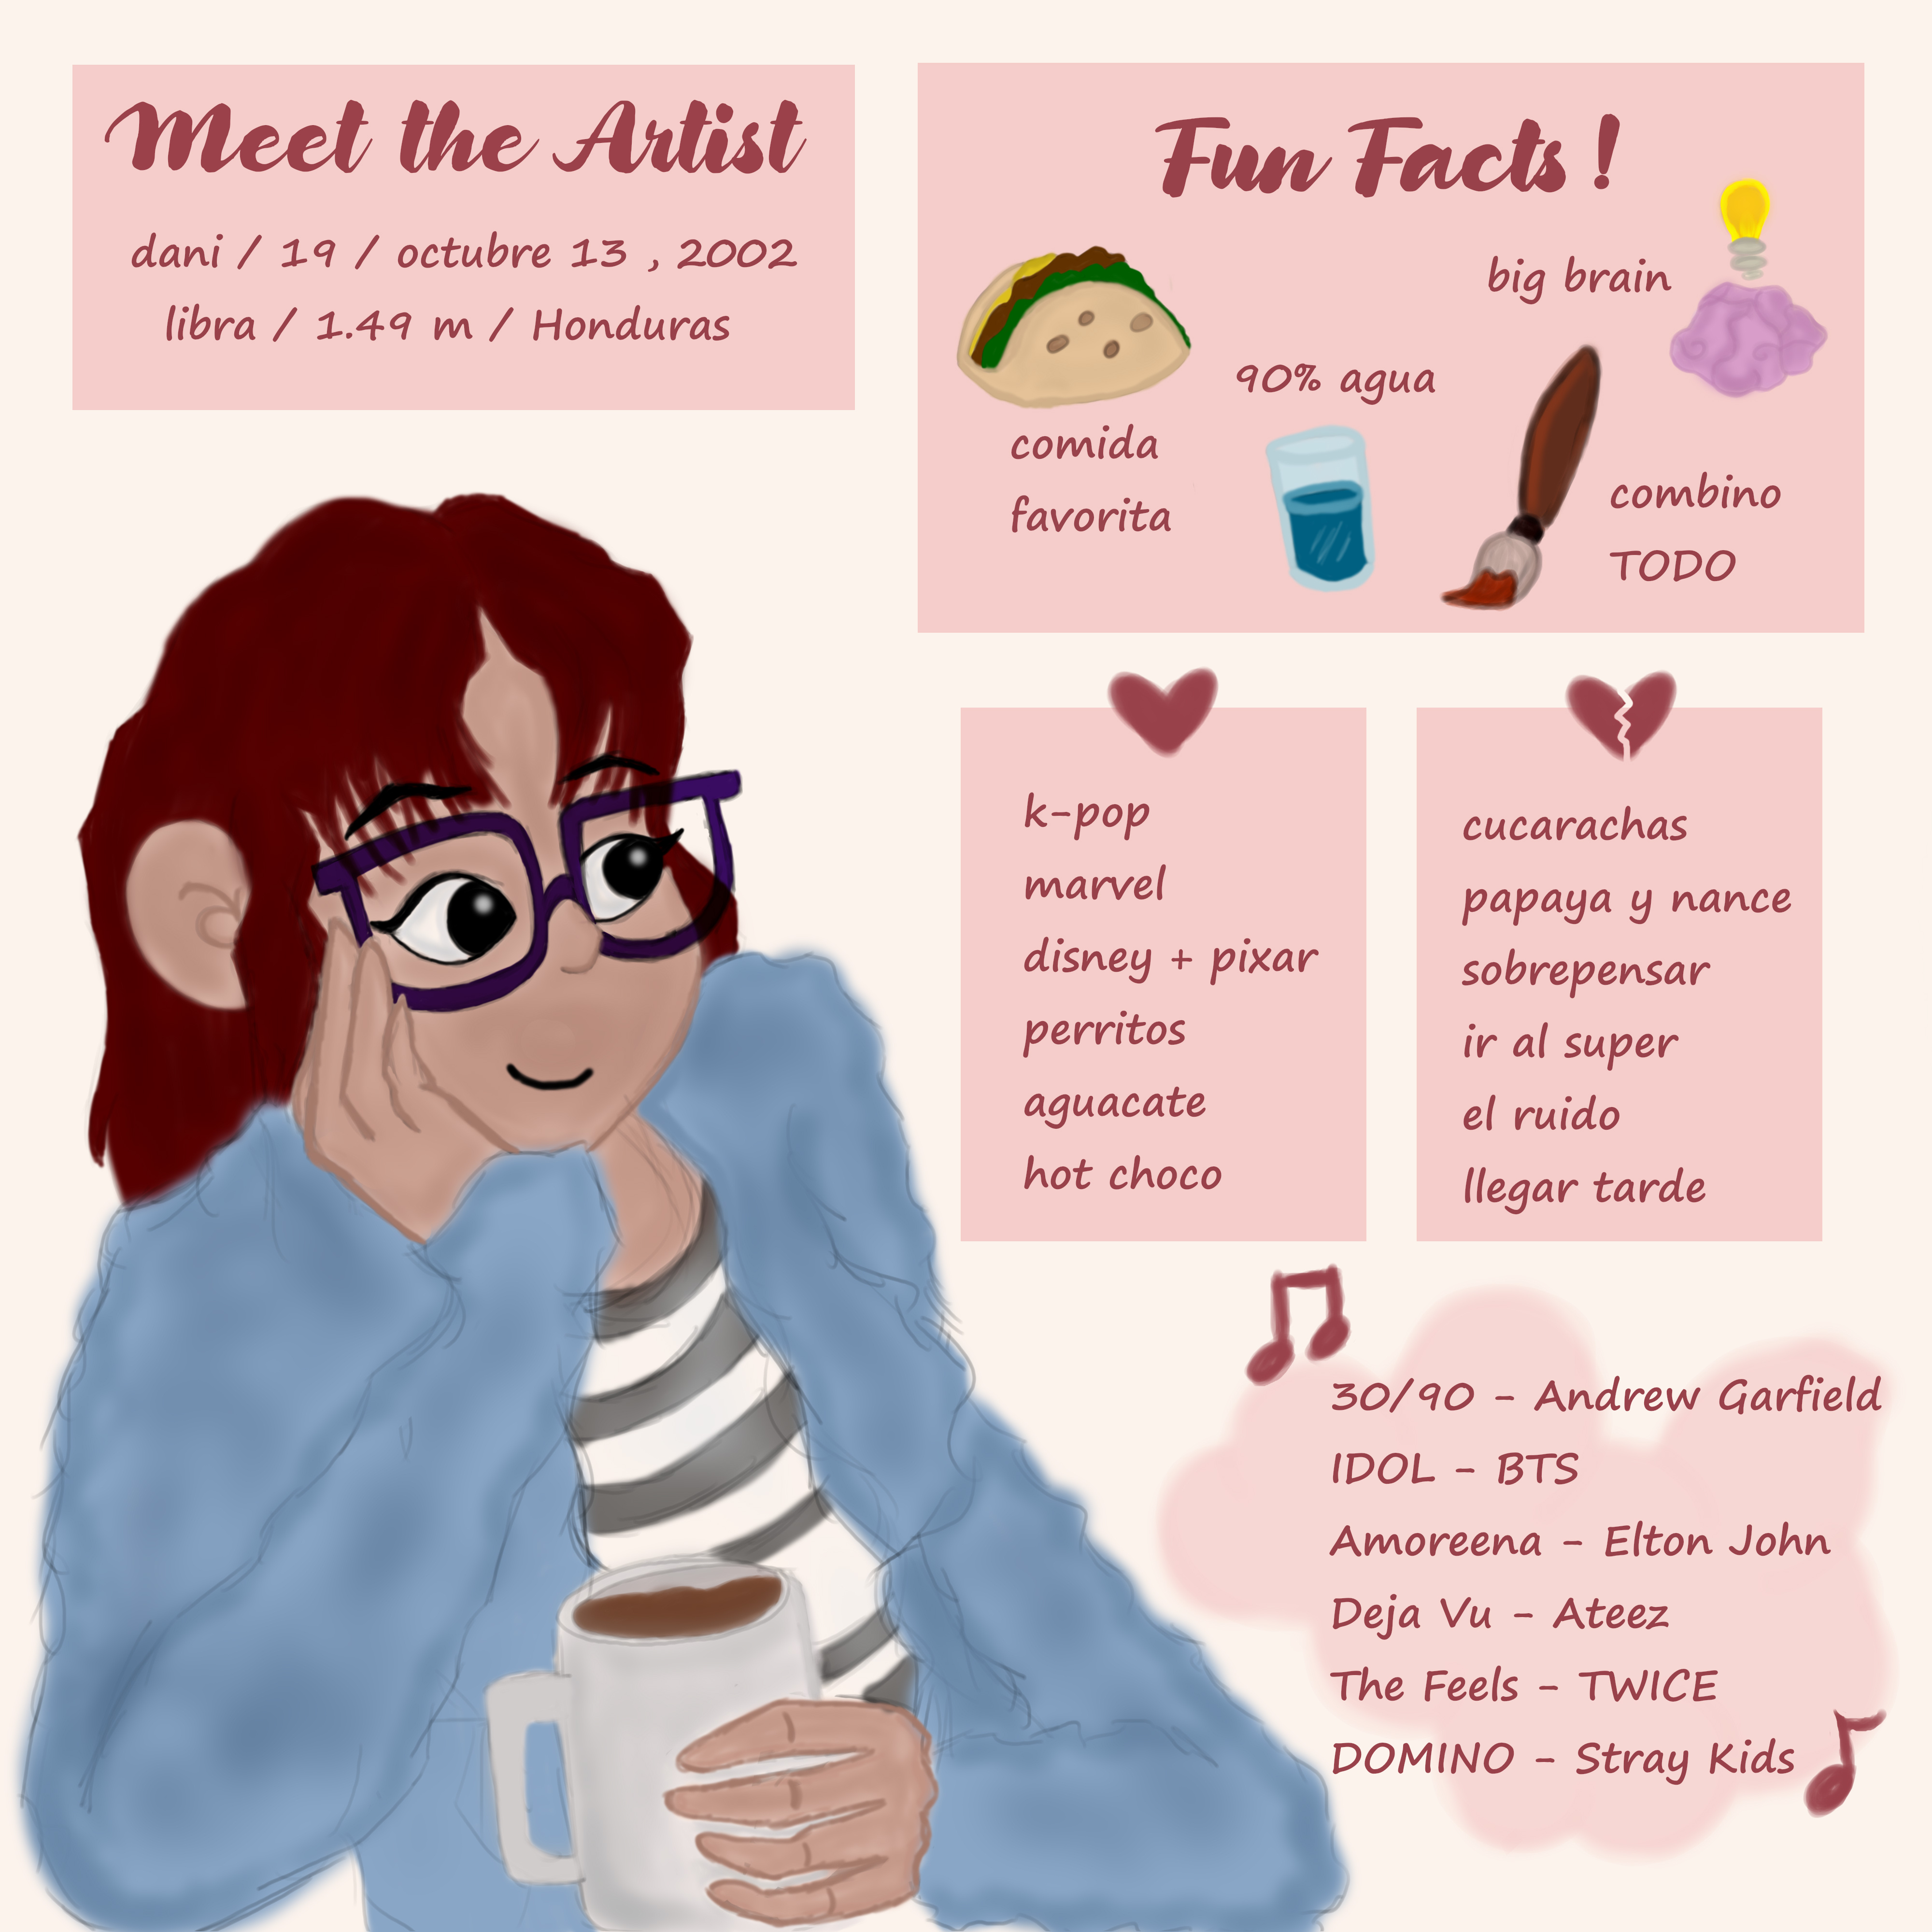 Meet the Artist
dani / 19 / octubre 13 , 2002
libra / 1.49 m / Honduras
Fun Facts !
big brain
90% agua
comida
favorita
combino
TODO
k-pop
marvel
disney + pixar
perritos
aguacate
hot choco
cucarachas
papaya y nance
sobrepensar
ir al super
el ruido
llegar tarde
30/90 - Andrew Garfield
IDOL - BTS
Amoreena - Elton John
Deja Vu - Ateez
The Feels - TWICE
DOMINO - Stray Kids